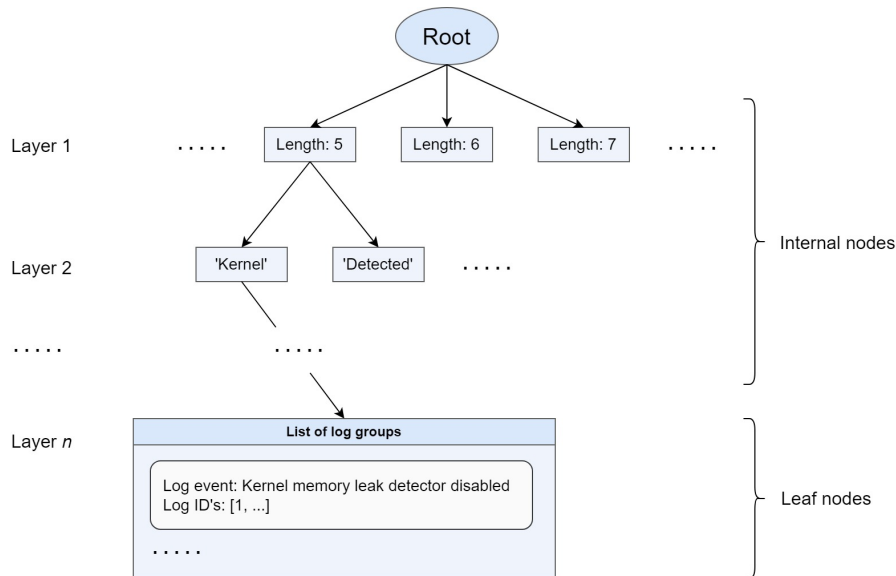 Root
Layer 1
.....
Length: 5
Length: 6
Length: 7
.....
Internal nodes
Layer 2
'Kernel'
'Detected'
.....
.....
.....
Layer n
List of log groups
Log event: Kernel memory leak detector disabled
Log ID's: [1, ...]
.....
Leaf nodes